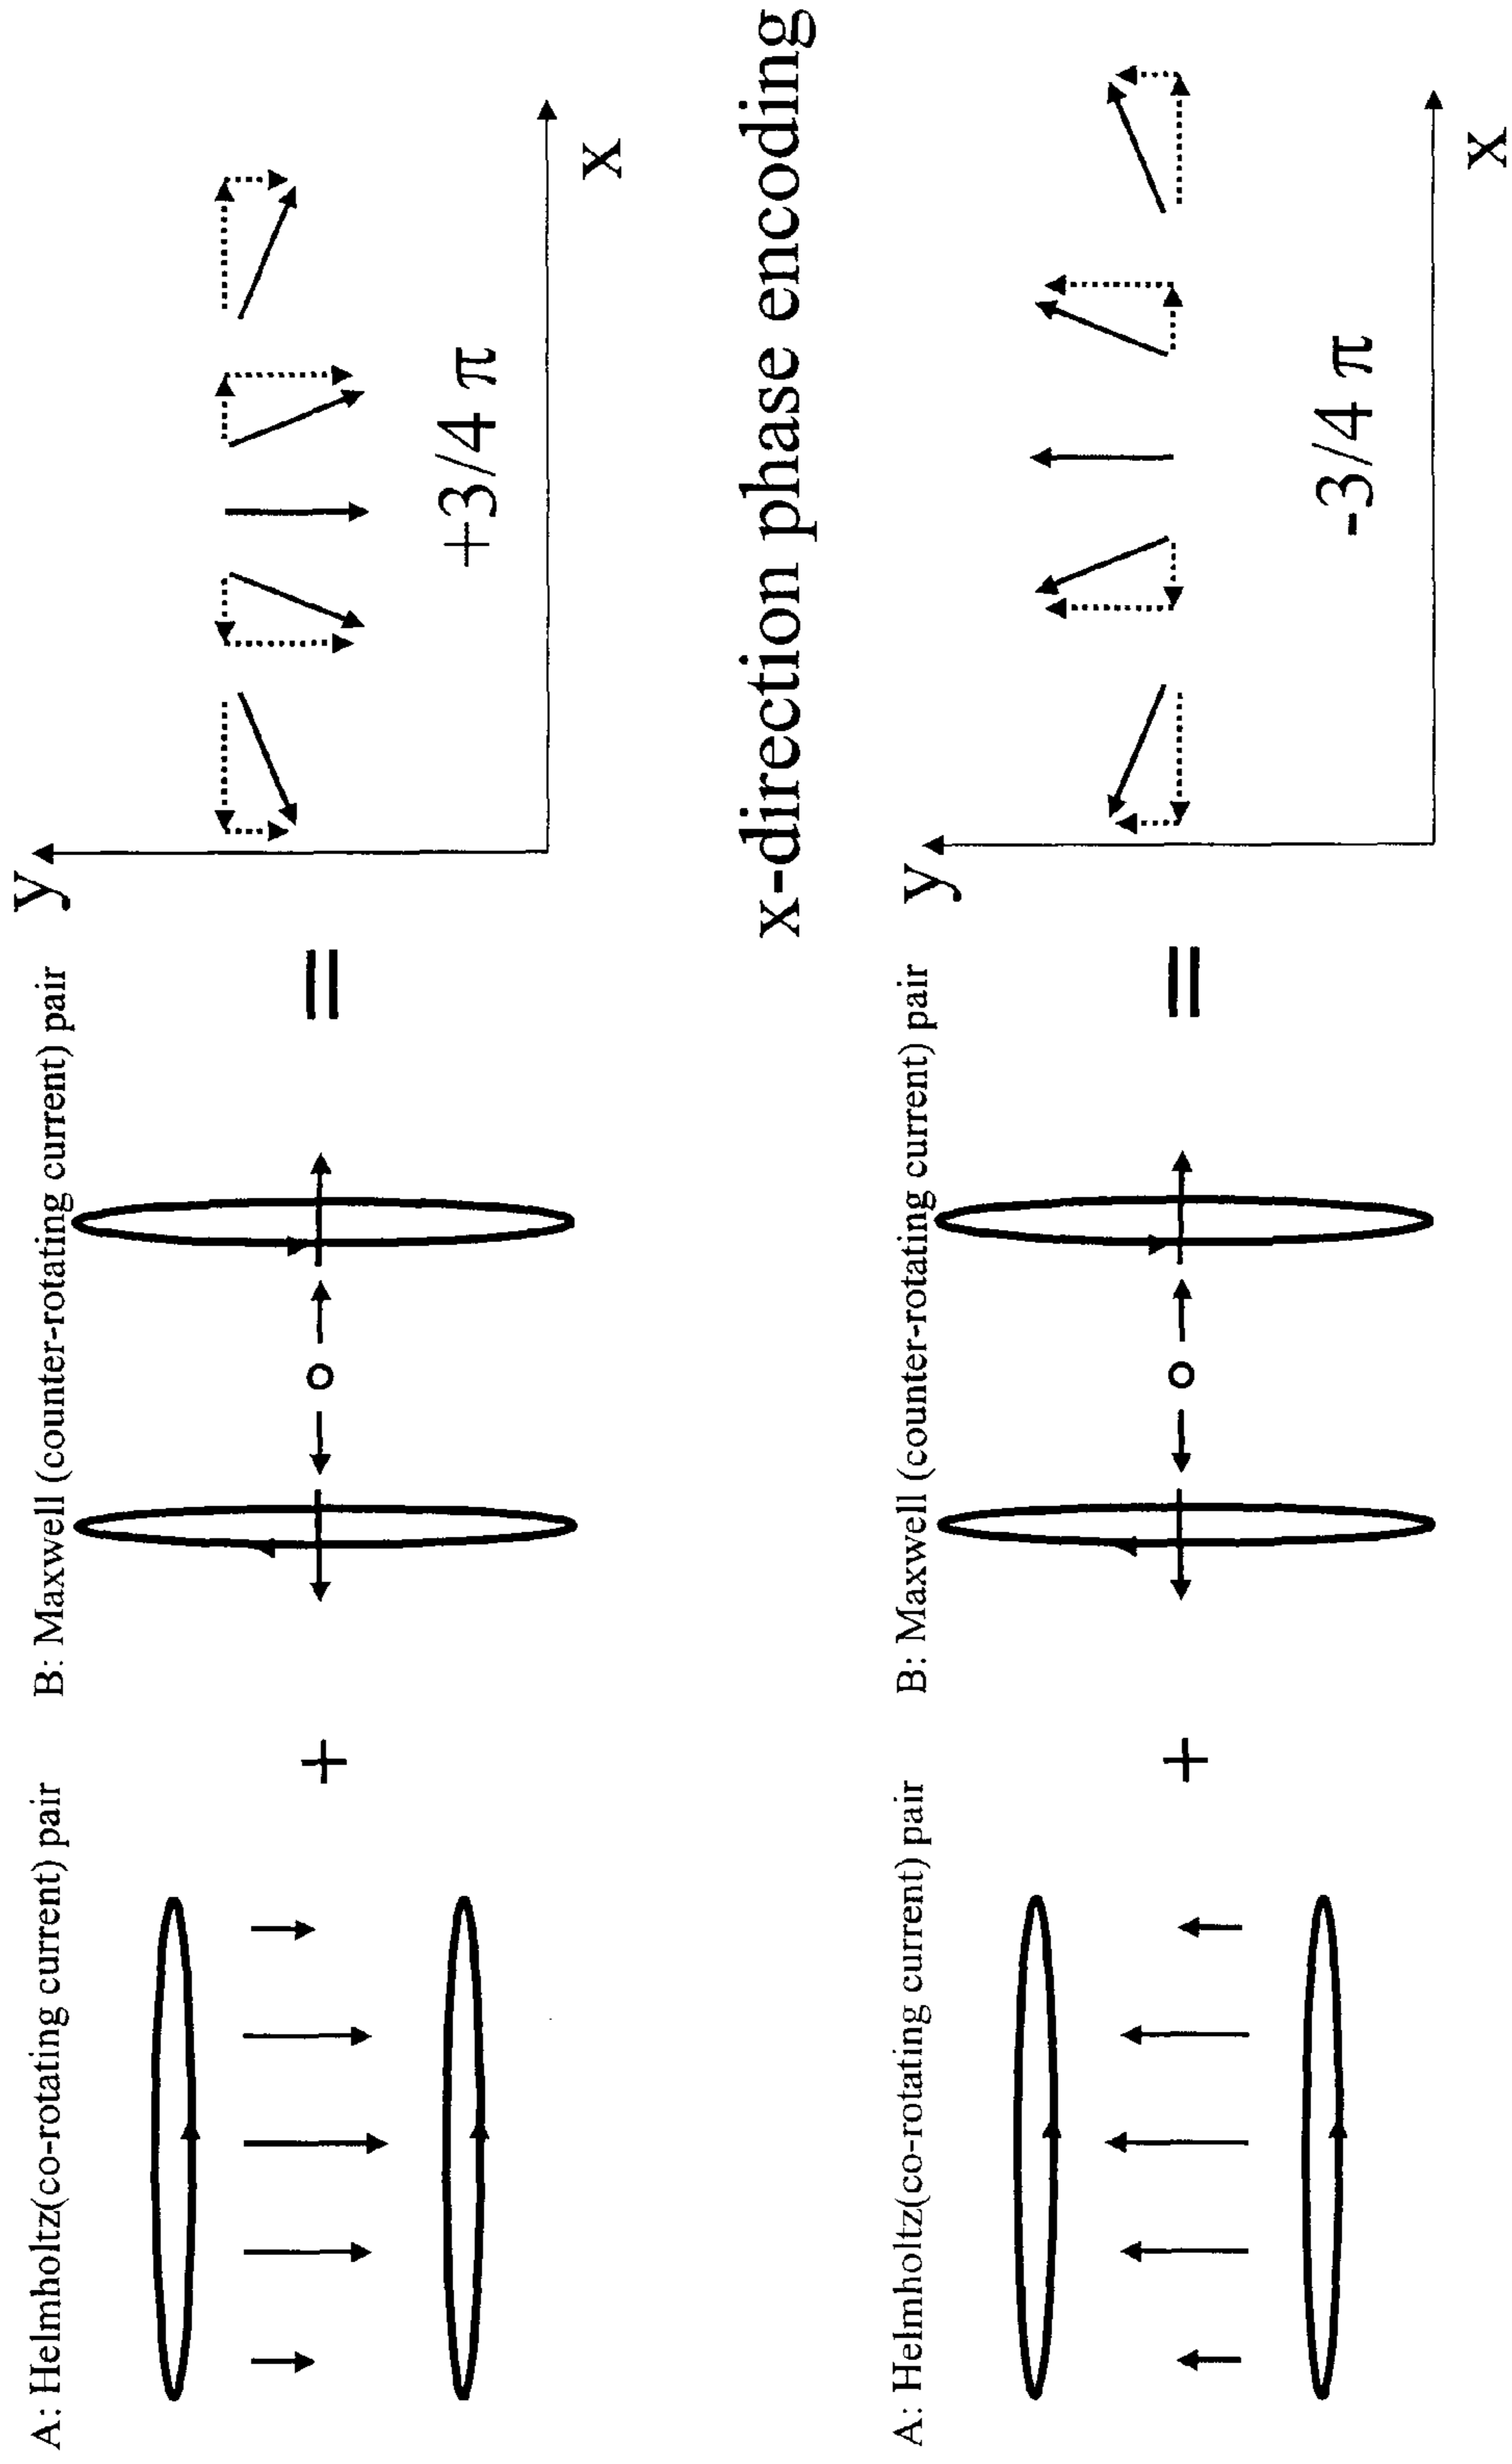 A: Helmholtz(co-rotating current) pair
B: Maxwell (counter-rotating current) pair
+
=
y
+3/4 π
x
x-direction phase encoding
A: Helmholtz(co-rotating current) pair
B: Maxwell (counter-rotating current) pair
+
=
y
-3/4 π
x